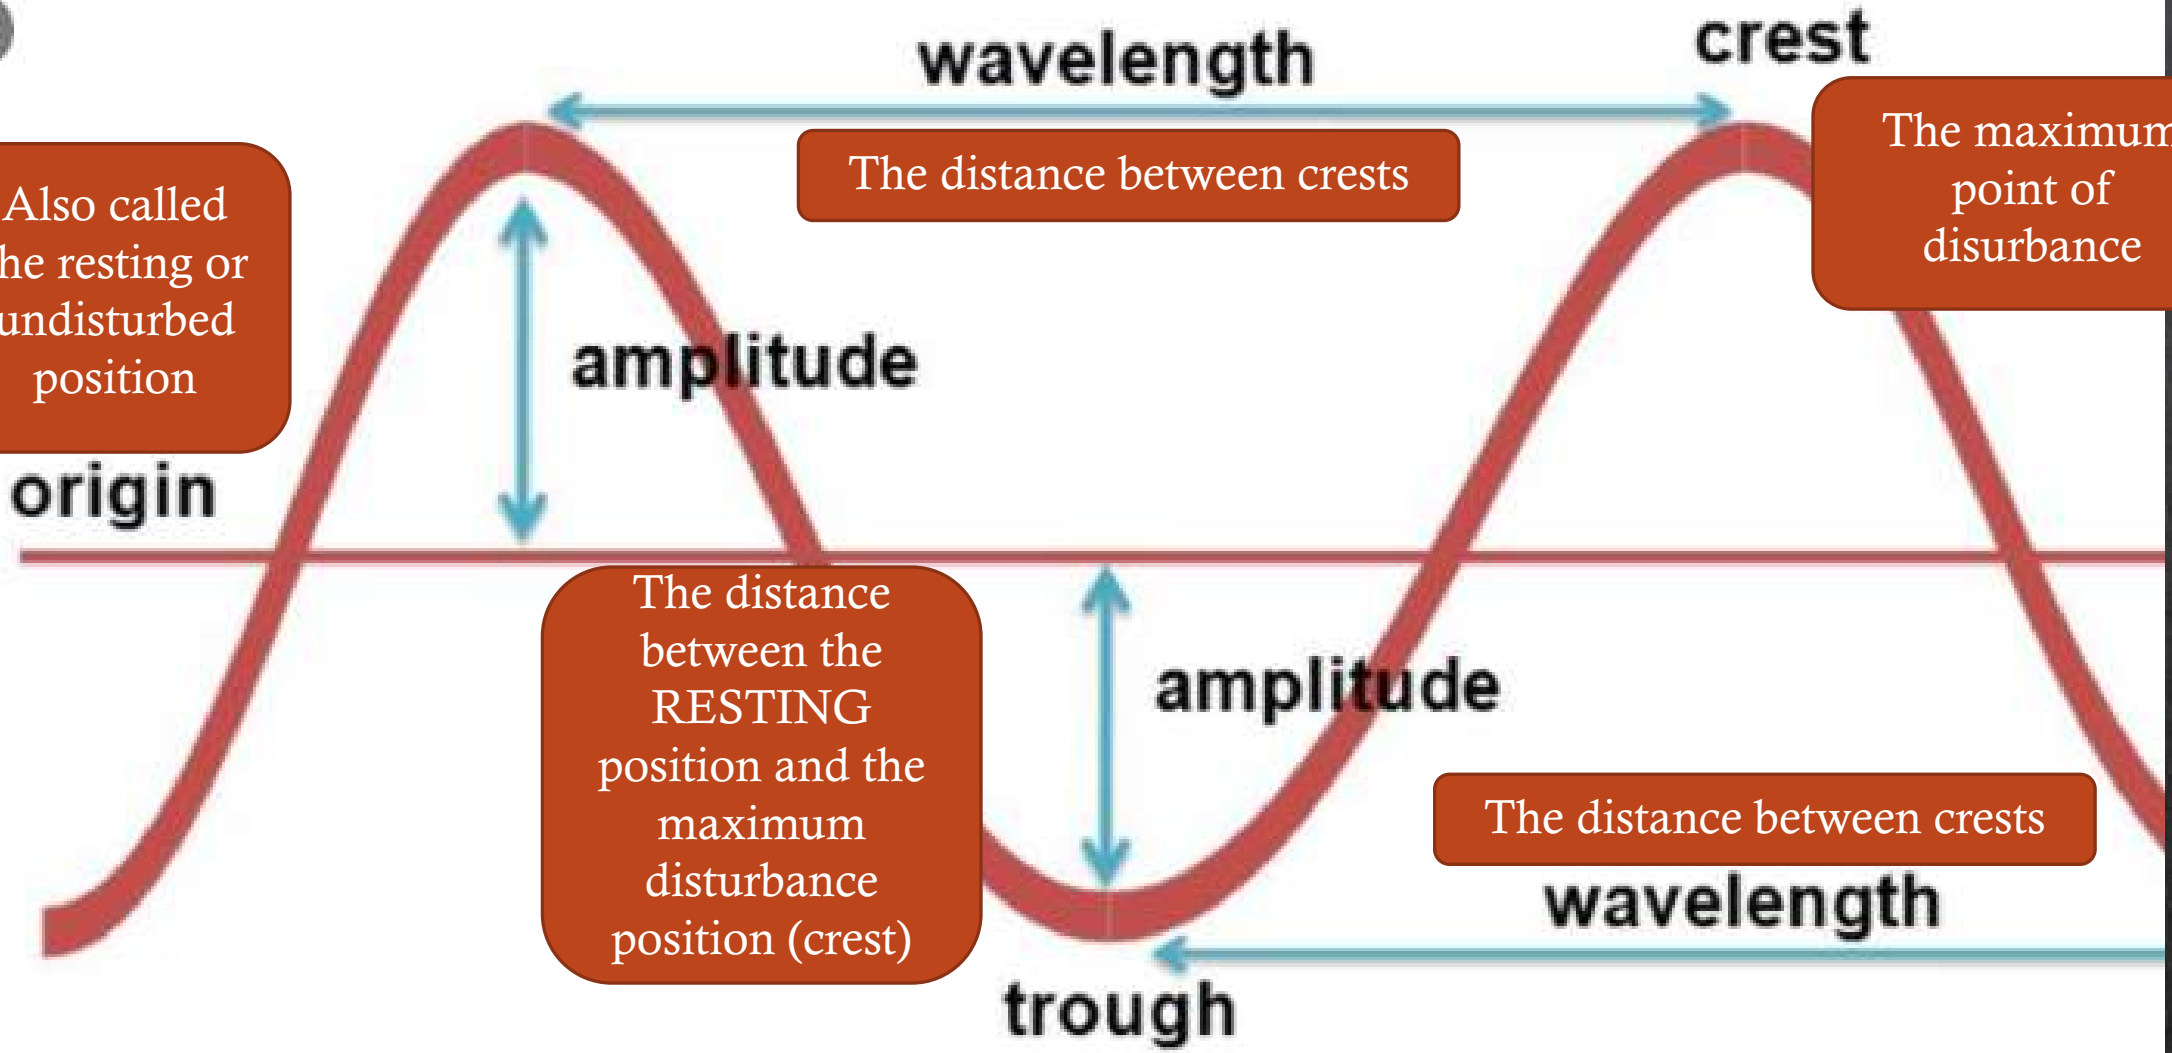 wavelength
crest
The distance between crests
The maximum
point of
disurbance
Also called
he resting or
undisturbed
position
amplitude
origin
The distance
between the
RESTING
position and the
maximum
disturbance
position (crest)
amplitude
The distance between crests
wavelength
trough